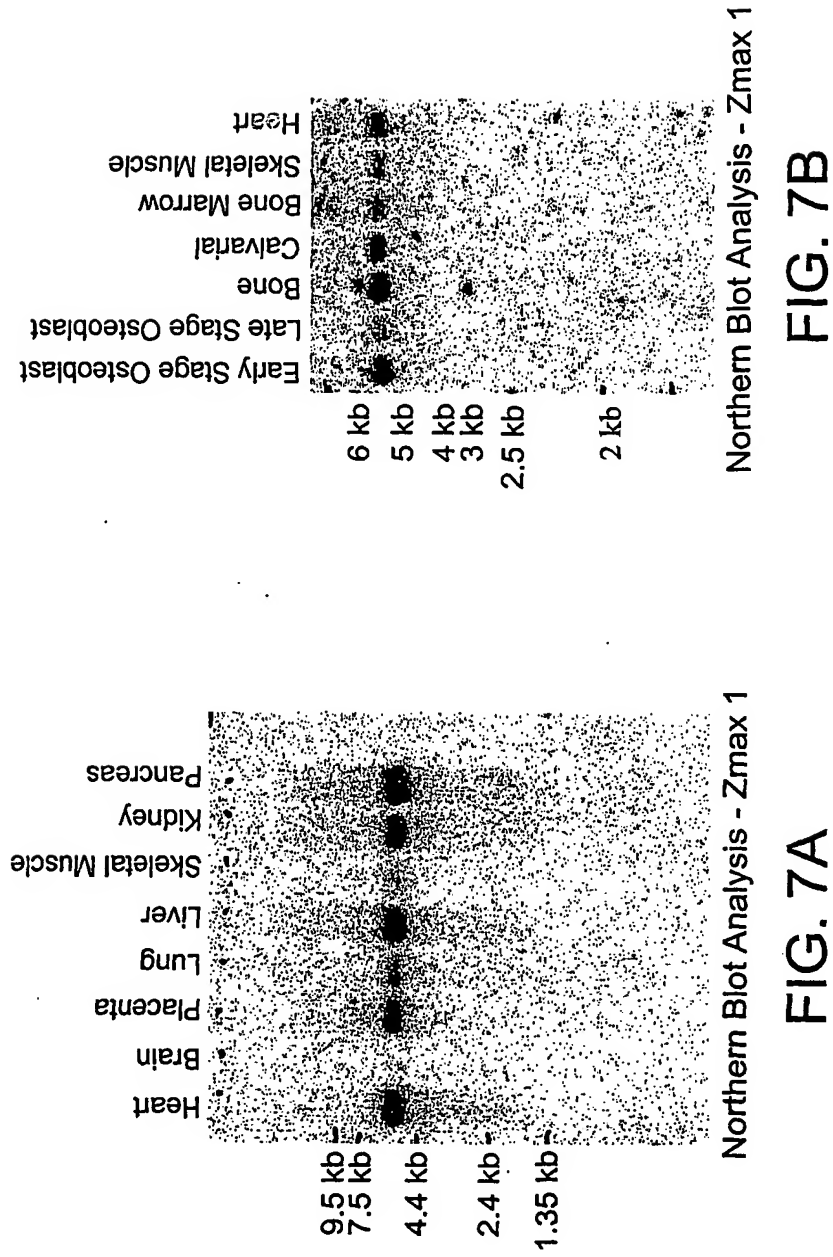 Heart
Brain
Placenta
Lung
Liver
Skeletal Muscle
Kidney
Pancreas
9.5 kb
7.5 kb
4.4 kb
2.4 kb
1.35 kb
Northern Blot Analysis - Zmax 1
FIG. 7A
Early Stage Osteoblast
Late Stage Osteoblast
Bone
Calvarial
Bone Marrow
Skeletal Muscle
Heart
6 kb
5 kb
4 kb
3 kb
2.5 kb
2 kb
Northern Blot Analysis - Zmax 1
FIG. 7B